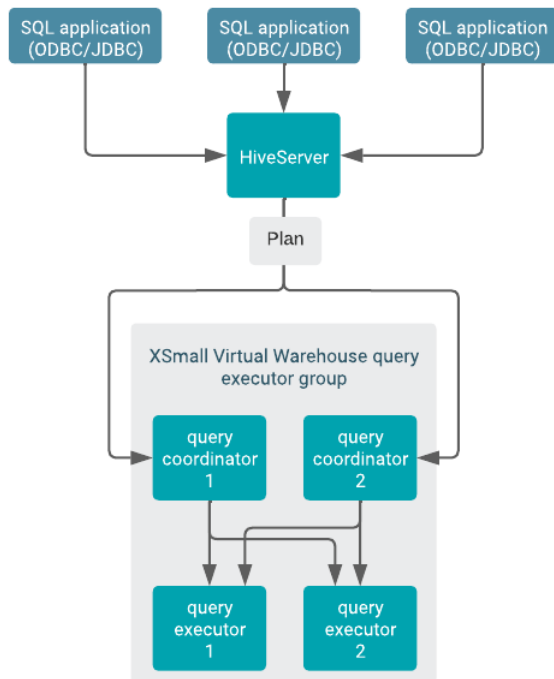 SQL application
(ODBC/JDBC)
SQL application
(ODBC/JDBC)
SQL application
(ODBC/JDBC)
HiveServer
Plan
XSmall Virtual Warehouse query
executor group
query
coordinator
1
query
coordinator
2
query
executor
1
query
executor
2